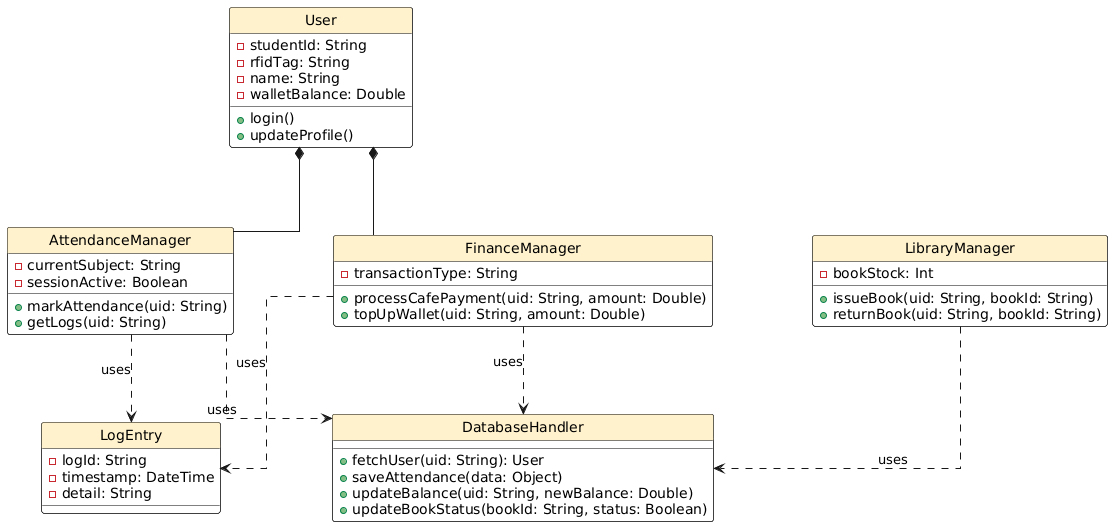 User
studentId: String
rfidTag: String
name: String
walletBalance: Double
login()
updateProfile()
AttendanceManager
currentSubject: String
sessionActive: Boolean
markAttendance(uid: String)
getLogs(uid: String)
FinanceManager
transactionType: String
processCafePayment(uid: String, amount: Double)
topUpWallet(uid: String, amount: Double)
LibraryManager
bookStock: Int
issueBook(uid: String, bookId: String)
returnBook(uid: String, bookId: String)
uses
uses
uses
uses
uses
LogEntry
logId: String
timestamp: DateTime
detail: String
DatabaseHandler
fetchUser(uid: String): User
saveAttendance(data: Object)
updateBalance(uid: String, newBalance: Double)
updateBookStatus(bookId: String, status: Boolean)